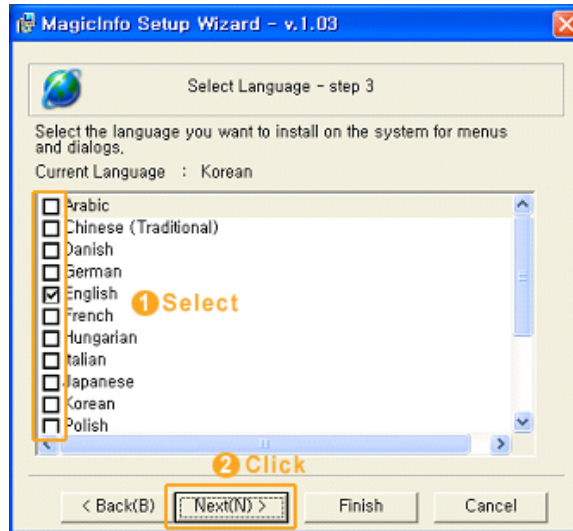 MagicInfo Setup Wizard - v.1.03
Select Language - step 3
Select the language you want to install on the system for menus
and dialogs,
Current Language : Korean
Arabic
Chinese (Traditional)
Danish
German
English
1 Select
French
Hungarian
Italian
Japanese
Korean
Polish
2 Click
< Back(B)
Next(N) >
Finish
Cancel